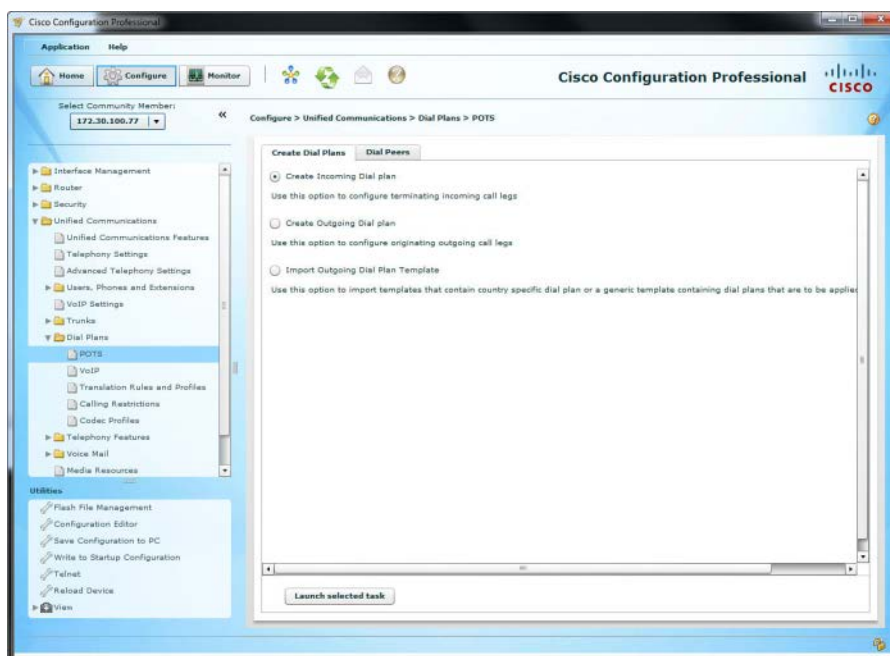 Cisco Configuration Professional
Application Help
Home Configure Monitor
Cisco Configuration Professional
CISCO
Select Community Member:
172.30.100.77
«
Configure > Unified Communications > Dial Plans > POTS
Interface Management
Router
Security
Unified Communications
Unified Communications Features
Telephony Settings
Advanced Telephony Settings
Users, Phones and Extensions
VoIP Settings
Trunks
Dial Plans
POTS
VoIP
Translation Rules and Profiles
Calling Restrictions
Codec Profiles
Telephony Features
Voice Mail
Media Resources
Utilities
Flash File Management
Configuration Editor
Save Configuration to PC
Write to Startup Configuration
Telnet
Reload Device
View
Create Dial Plans Dial Peers
Create Incoming Dial plan
Use this option to configure terminating incoming call legs
Create Outgoing Dial plan
Use this option to configure originating outgoing call legs
Import Outgoing Dial Plan Template
Use this option to import templates that contain country specific dial plan or a generic template containing dial plans that are to be applie
Launch selected task